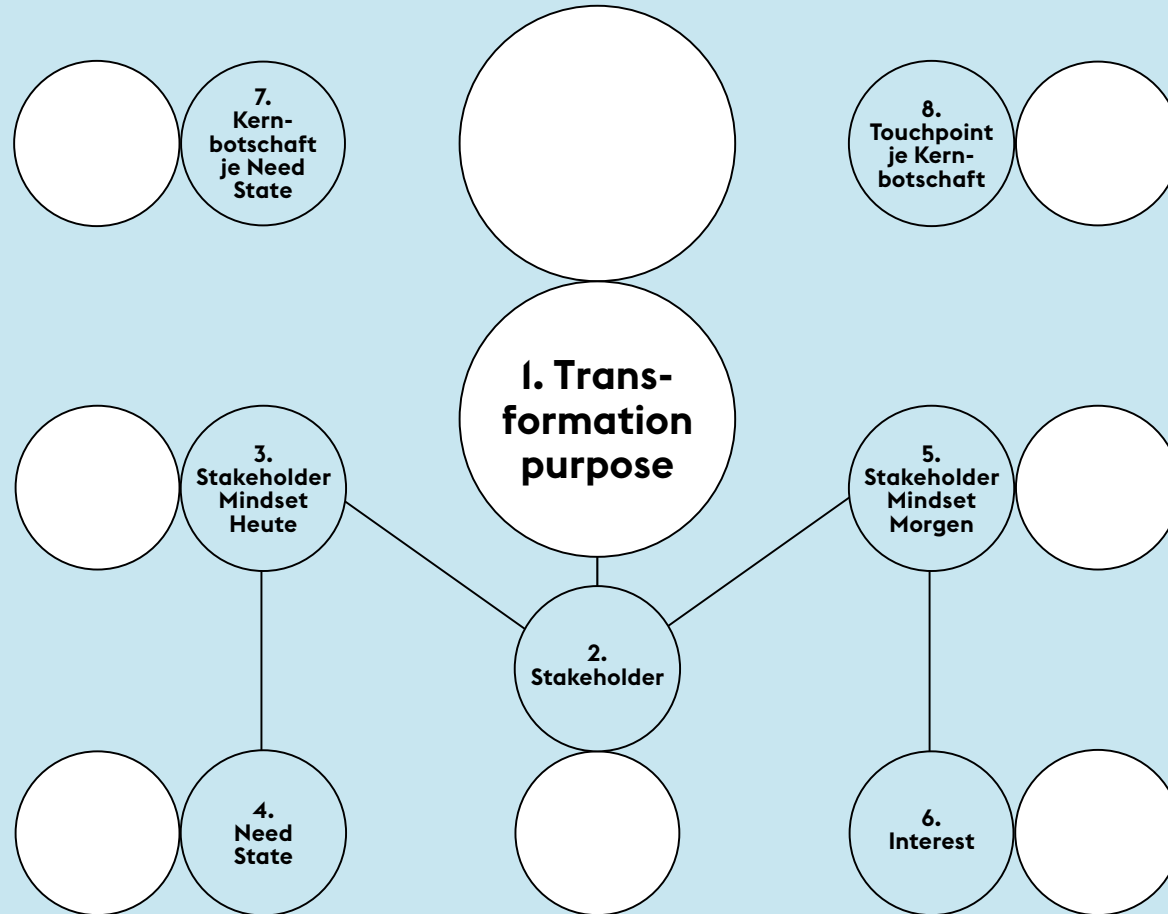 7.
Kern-
botschaft
je Need
State
8.
Touchpoint
je Kern-
botschaft
1. Trans-
formation
purpose
3.
Stakeholder
Mindset
Heute
5.
Stakeholder
Mindset
Morgen
2.
Stakeholder
4.
Need
State
6.
Interest